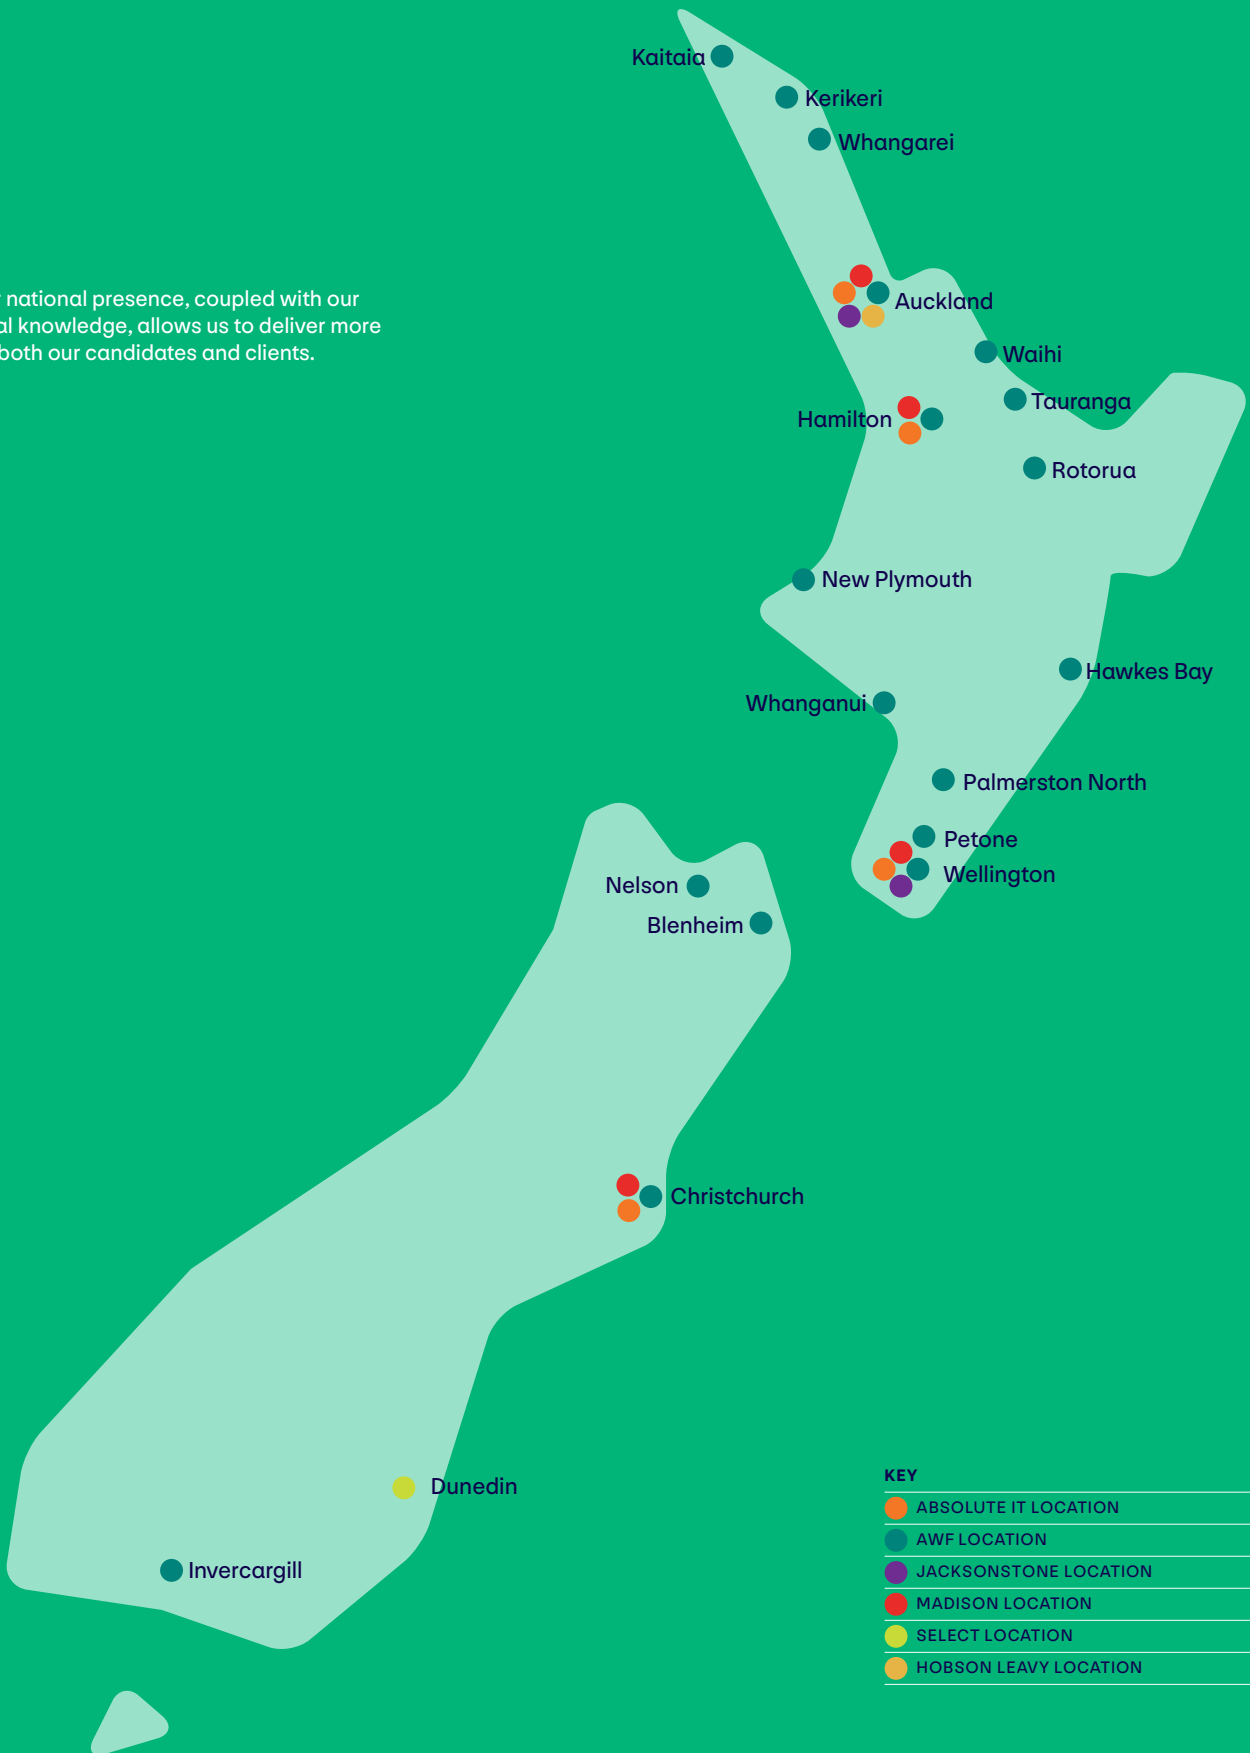 Kaitaia
Kerikeri
Whangarei
national presence, coupled with our
knowledge, allows us to deliver more
both our candidates and clients.
Auckland
Waihi
Tauranga
Hamilton
Rotorua
New Plymouth
Hawkes Bay
Whanganui
Palmerston North
Petone
Wellington
Nelson
Blenheim
Christchurch
Dunedin
Invercargill
KEY
ABSOLUTE IT LOCATION
AWF LOCATION
JACKSONSTONE LOCATION
MADISON LOCATION
SELECT LOCATION
HOBSON LEAVY LOCATION